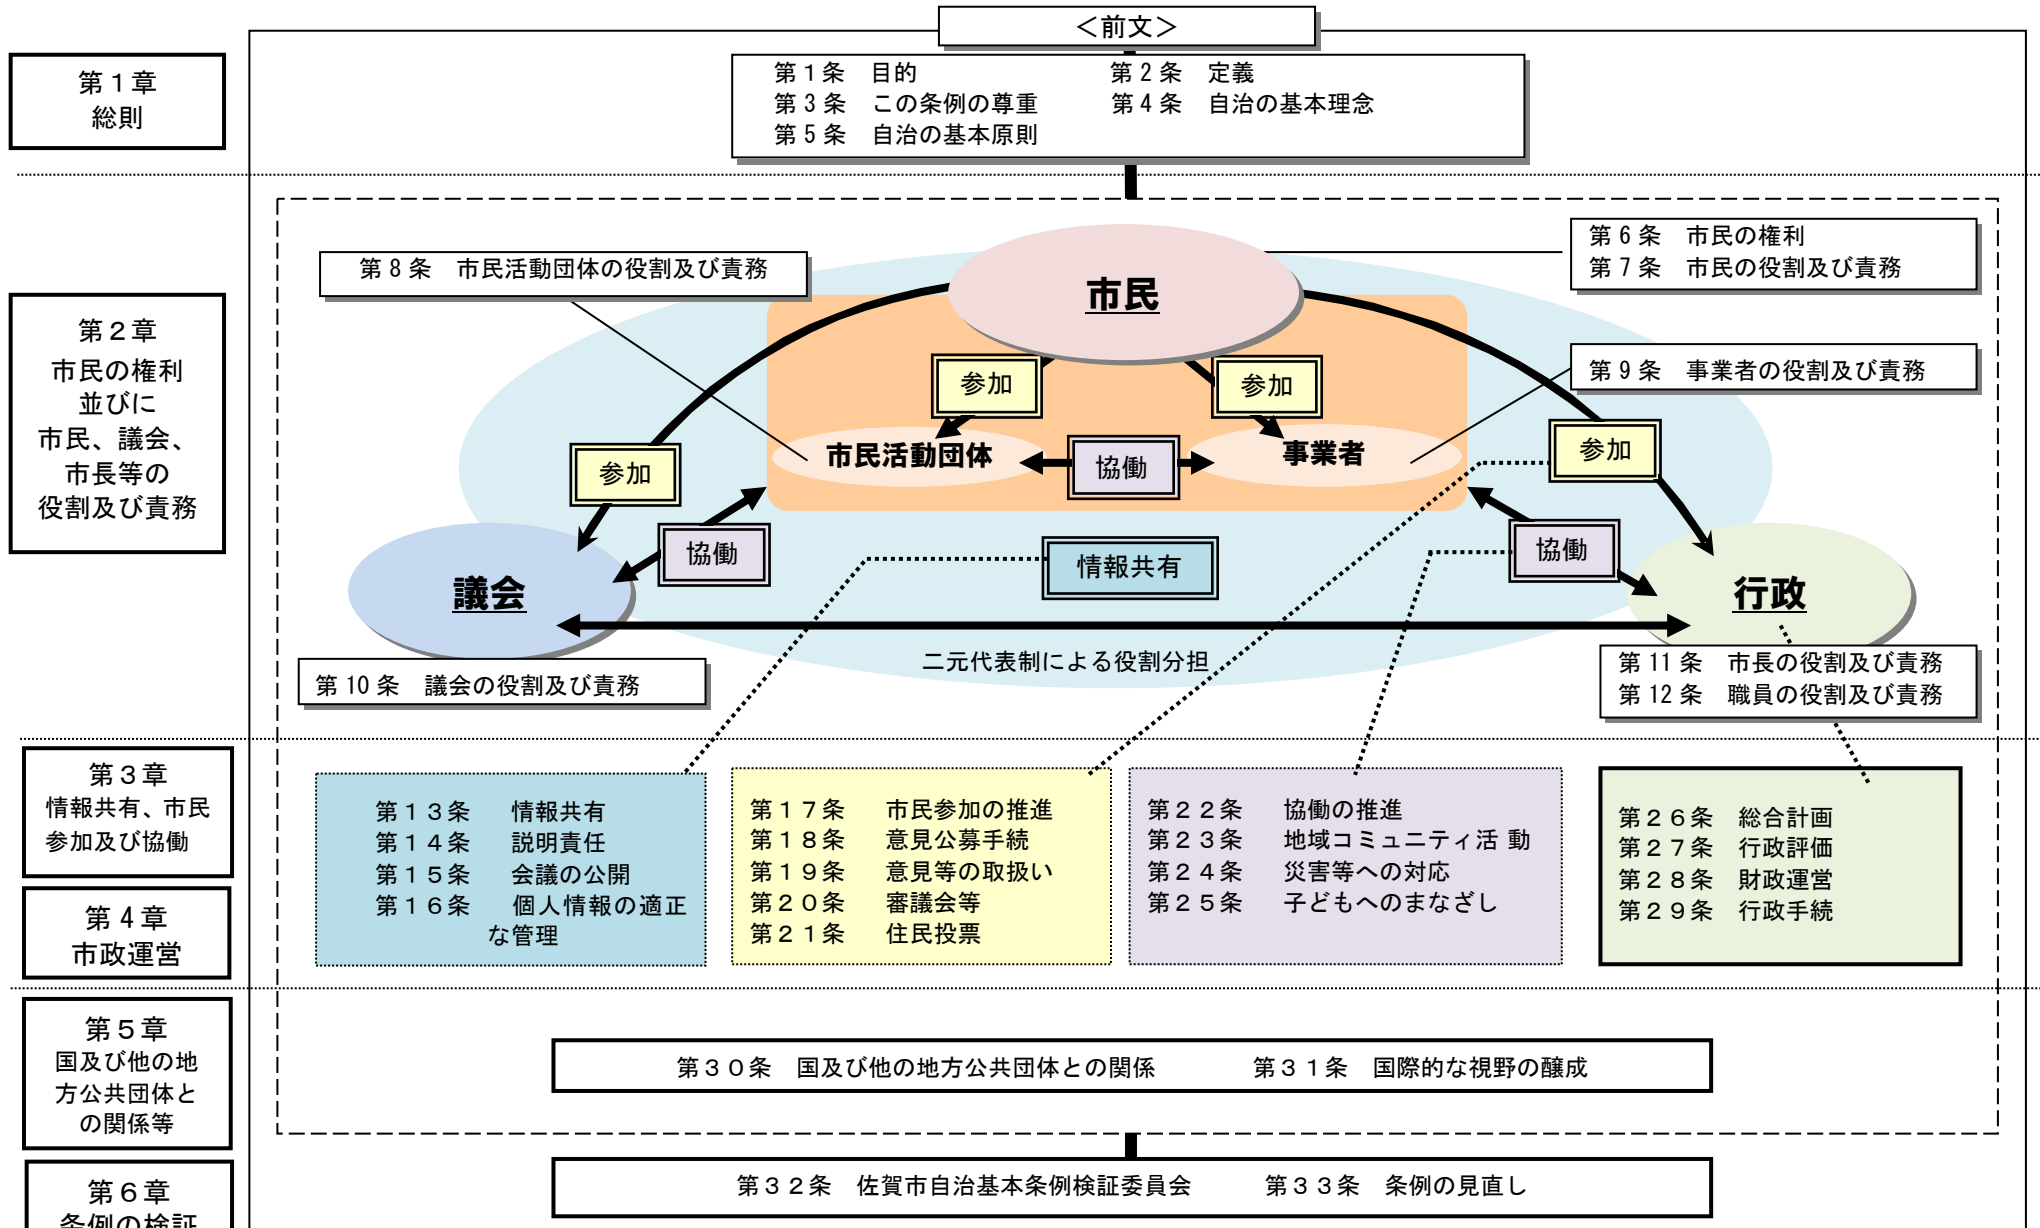 ＜前文＞
第１章
総則
第１条　目的　第２条　定義
第３条　この条例の尊重　第４条　自治の基本理念
第５条　自治の基本原則
第２章
市民の権利
並びに
市民、議会、
市長等の
役割及び責務
第８条　市民活動団体の役割及び責務
第６条　市民の権利
第７条　市民の役割及び責務
市民
第９条　事業者の役割及び責務
参加
参加
市民活動団体
協働
事業者
参加
参加
協働
情報共有
協働
議会
行政
二元代表制による役割分担
第10条　議会の役割及び責務
第11条　市長の役割及び責務
第12条　職員の役割及び責務
第３章
情報共有、市民
参加及び協働
第４章
市政運営
第１３条　情報共有
第１４条　説明責任
第１５条　会議の公開
第１６条　個人情報の適正
な管理
第１７条　市民参加の推進
第１８条　意見公募手続
第１９条　意見等の取扱い
第２０条　審議会等
第２１条　住民投票
第２２条　協働の推進
第２３条　地域コミュニティ活 動
第２４条　災害等への対応
第２５条　子どもへのまなざし
第２６条　総合計画
第２７条　行政評価
第２８条　財政運営
第２９条　行政手続
第５章
国及び他の地
方公共団体と
の関係等
第３０条　国及び他の地方公共団体との関係　第３１条　国際的な視野の醸成
第６章
条例の検証
第３２条　佐賀市自治基本条例検証委員会　第３３条　条例の見直し